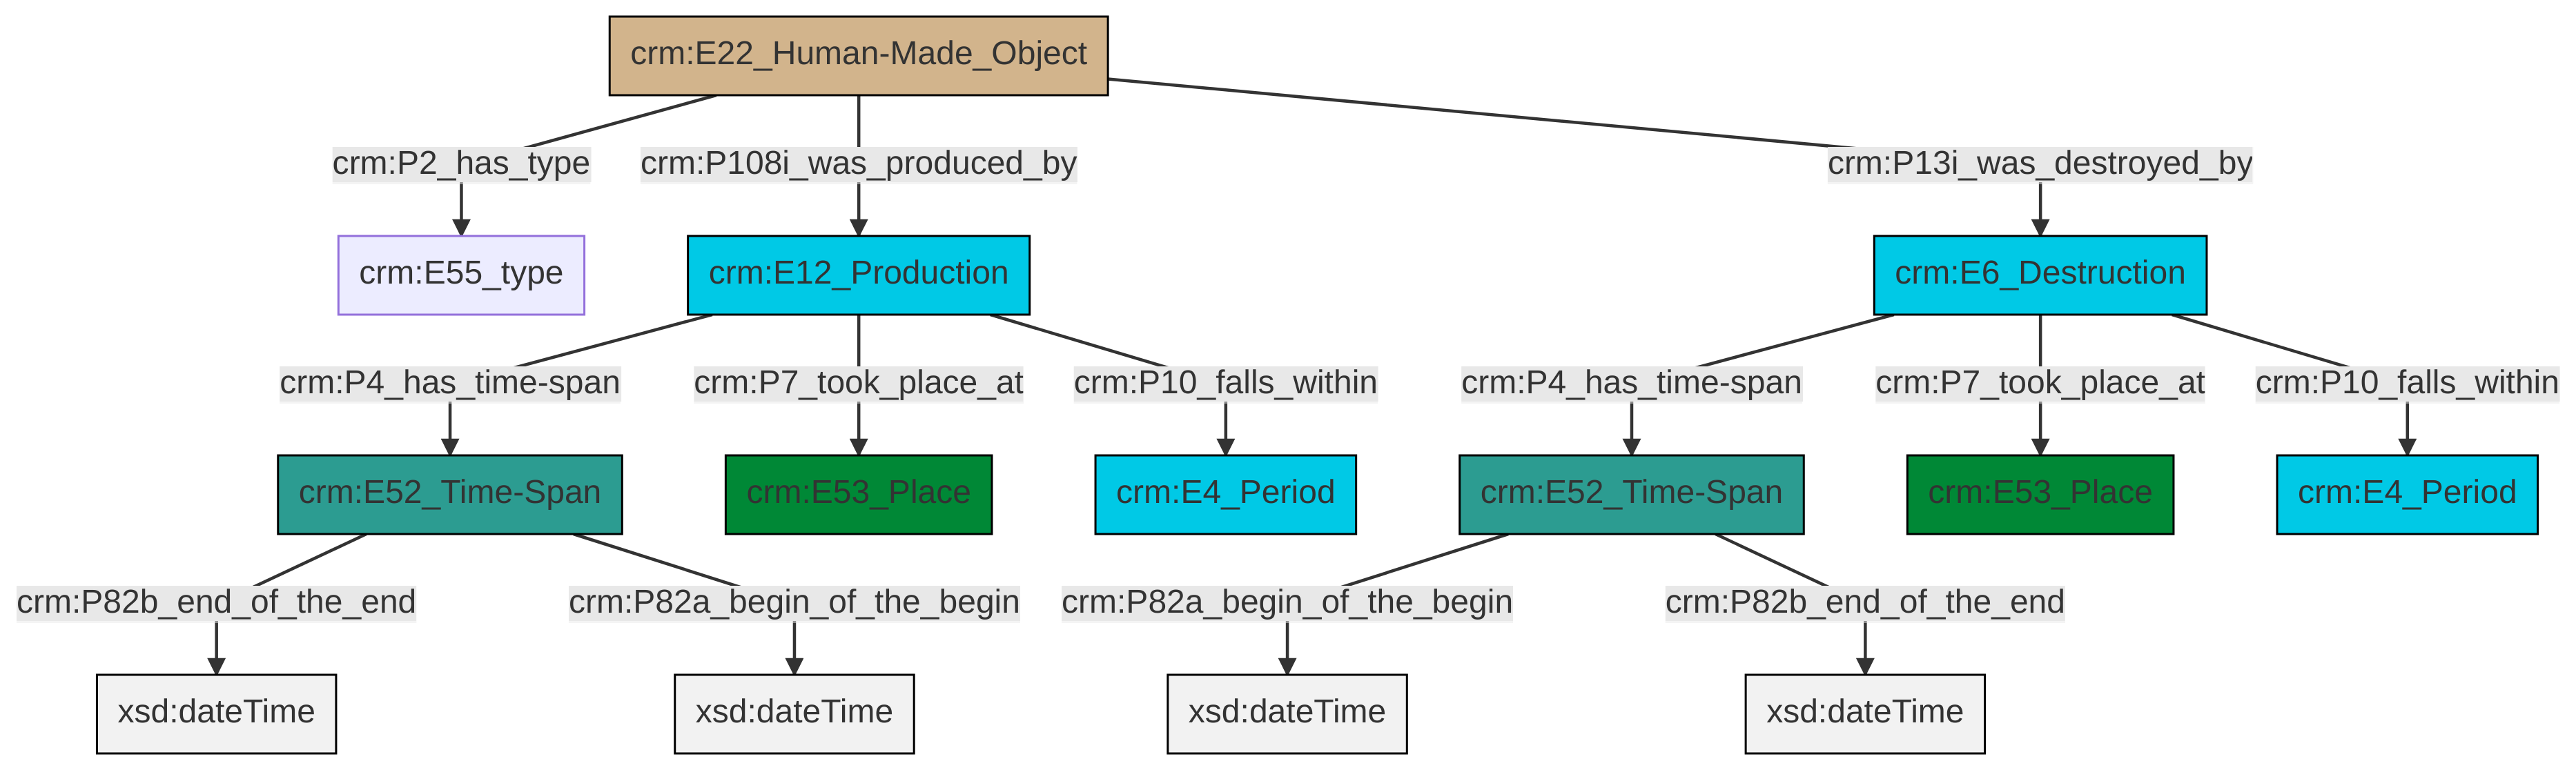 crm:E22_Human-Made_Object
crm:P2_has_type
crm:P108i_was_produced_by
crm:P13i_was_destroyed_by
crm:E55_type
crm:E12_Production
crm:E6_Destruction
crm:P4_has_time-span
crm:P7_took_place_at
crm:P10_falls_within
crm:P4_has_time-span
crm:P7_took_place_at
crm:P10_falls_within
crm:E52_Time-Span
crm:E53_Place
crm:E4_Period
crm:E52_Time-Span
crm:E53_Place
crm:E4_Period
crm:P82b_end_of_the_end
crm:P82a_begin_of_the_begin
crm:P82a_begin_of_the_begin
crm:P82b_end_of_the_end
xsd:dateTime
xsd:dateTime
xsd:dateTime
xsd:dateTime